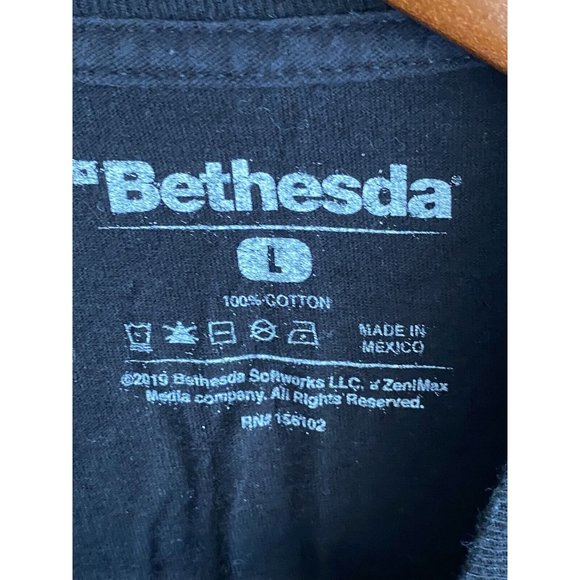 Bethesda®
L
100% COTTON
MADE IN
MEXICO
©2019 Bethesda Softworks LLC, a ZeniMax
Media company. All Rights Reserved.
RN# 156102